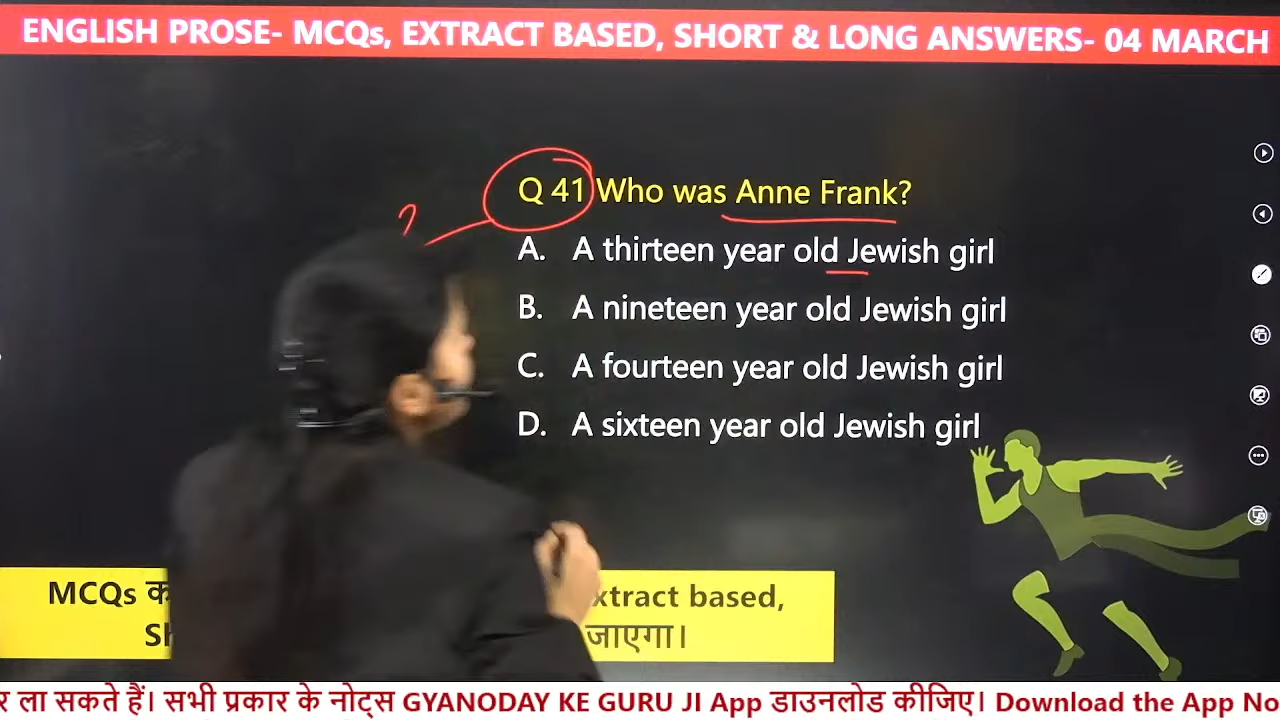 ENGLISH PROSE- MCQs, EXTRACT BASED, SHORT & LONG ANSWERS- 04 MARCH
Q 41 Who was Anne Frank?
A. A thirteen year old Jewish girl
B. A nineteen year old Jewish girl
C. A fourteen year old Jewish girl
D. A sixteen year old Jewish girl
MCQs xtract based,
जाएगा।
ला सकते हैं। सभी प्रकार के नोट्स GYANODAY KE GURU JI App डाउनलोड कीजिए। Download the App No